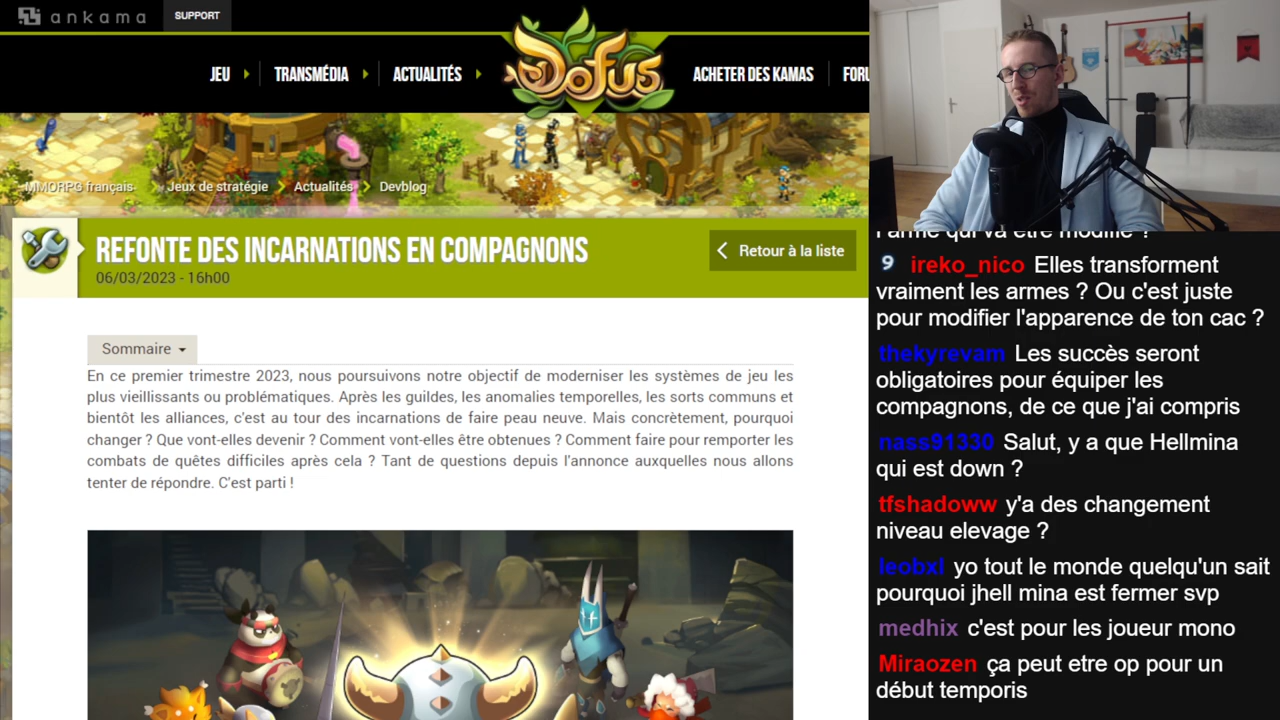 ankama
SUPPORT
JEU
TRANSMÉDIA
ACTUALITÉS
DOFUS
ACHETER DES KAMAS
MMORPG français
Jeux de stratégie
Actualités
Devblog
REFONTE DES INCARNATIONS EN COMPAGNONS
06/03/2023 - 16h00
Retour à la liste
Sommaire
En ce premier trimestre 2023, nous poursuivons notre objectif de moderniser les systèmes de jeu les
plus vieillissants ou problématiques. Après les guildes, les anomalies temporelles, les sorts communs et
bientôt les alliances, c'est au tour des incarnations de faire peau neuve. Mais concrètement, pourquoi
changer ? Que vont-elles devenir ? Comment vont-elles être obtenues ? Comment faire pour remporter les
combats de quêtes difficiles après cela ? Tant de questions depuis l'annonce auxquelles nous allons
tenter de répondre. C'est parti !
l'arme qui va être modifié ?
9 ireko_nico Elles transforment
vraiment les armes ? Ou c'est juste
pour modifier l'apparence de ton cac ?
thekyrevam Les succès seront
obligatoires pour équiper les
compagnons, de ce que j'ai compris
nass91330 Salut, y a que Hellmina
qui est down ?
tfshadoww y'a des changement
niveau elevage ?
leobxl yo tout le monde quelqu'un sait
pourquoi jhell mina est fermer svp
medhix c'est pour les joueur mono
Miraozen ça peut etre op pour un
début temporis